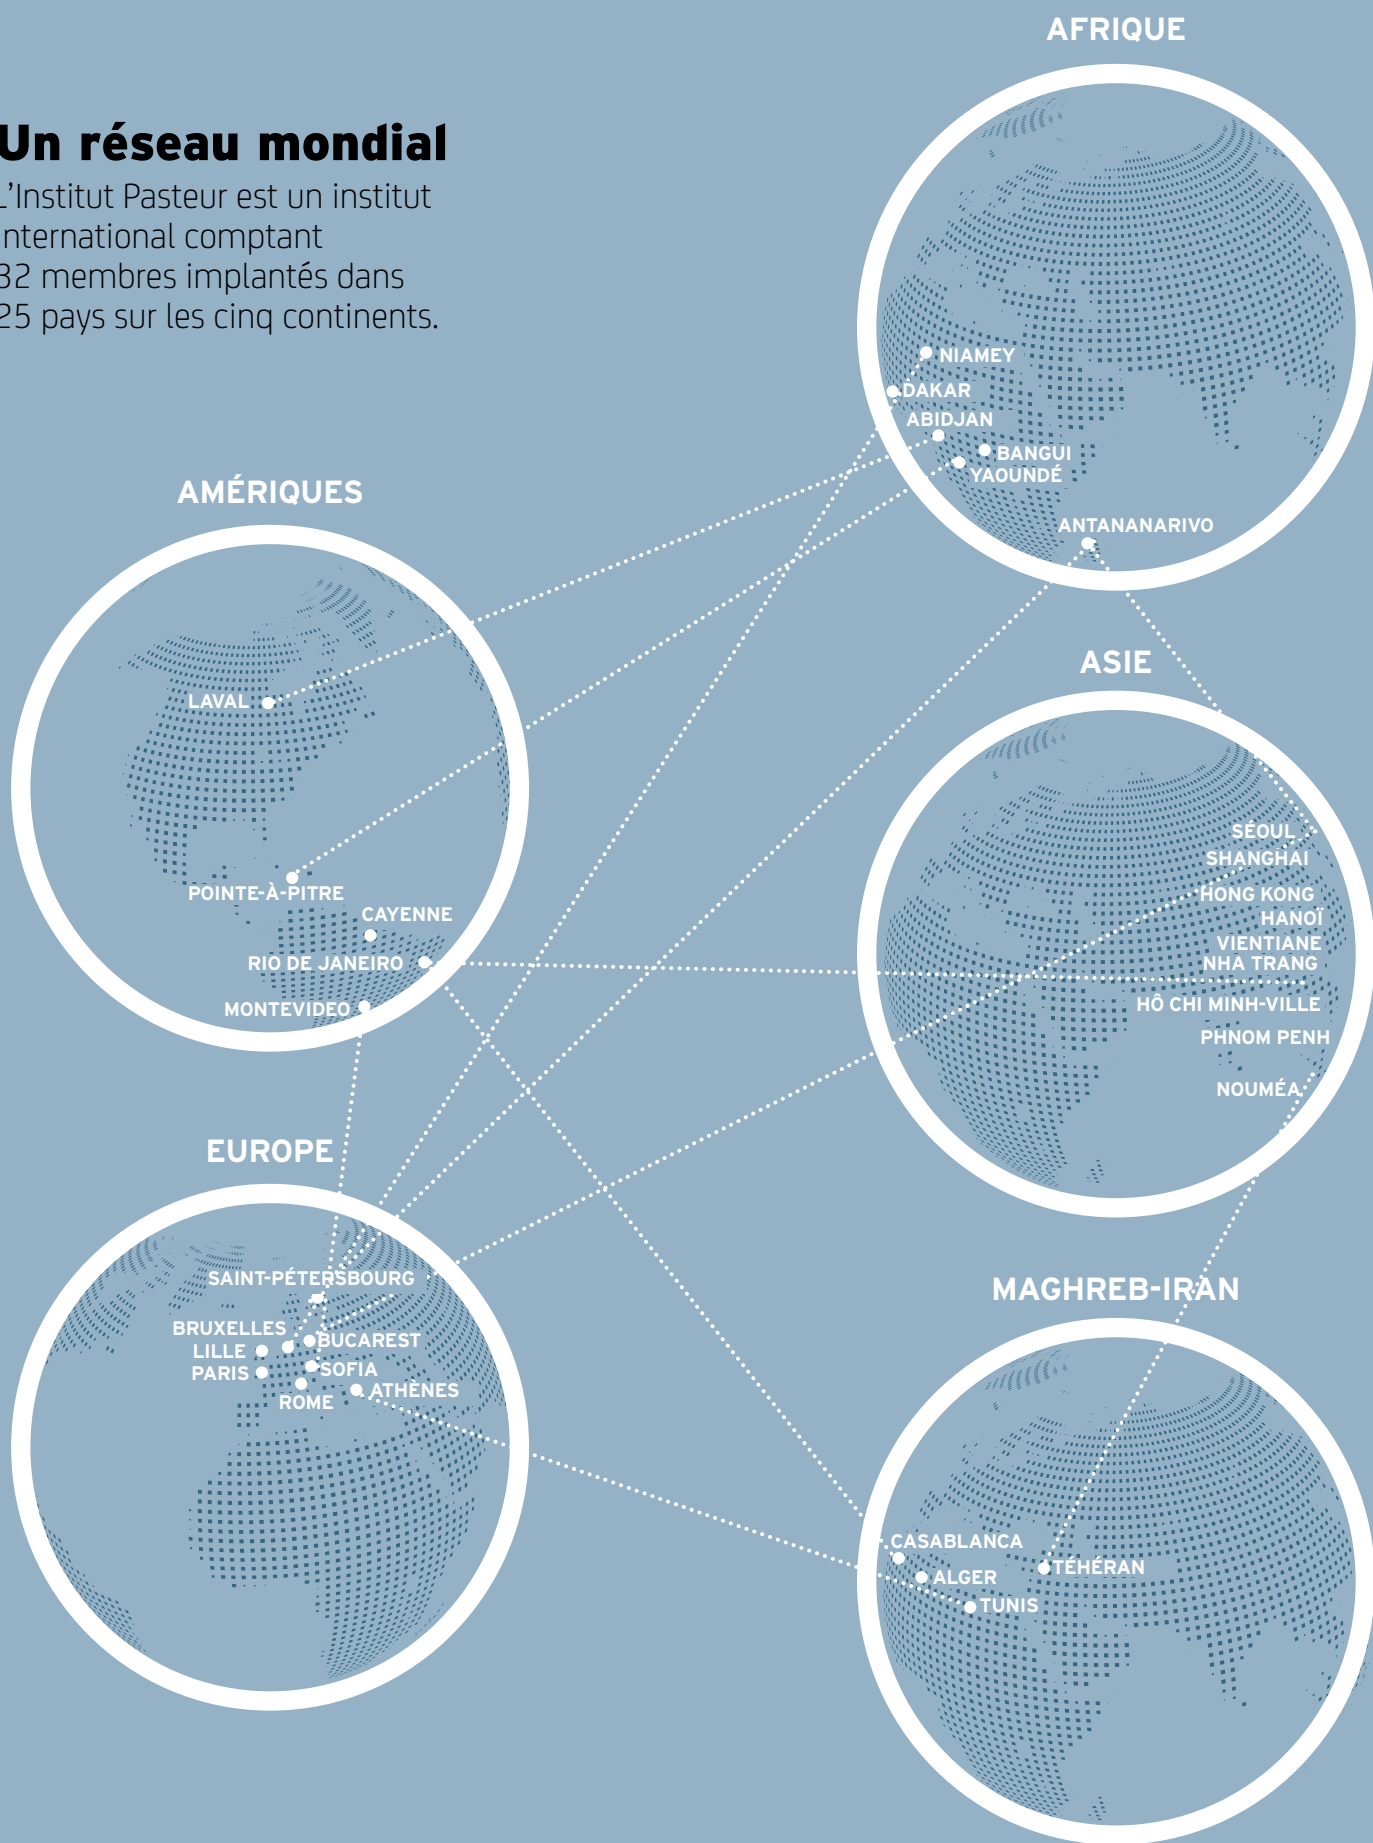 Un réseau mondial
L'Institut Pasteur est un institut
international comptant
32 membres implantés dans
25 pays sur les cinq continents.
AFRIQUE
NIAMEY
DAKAR
ABIDJAN
BANGUI
YAOUNDÉ
ANTANANARIVO
AMÉRIQUES
LAVAL
POINTE-À-PITRE
CAYENNE
RIO DE JANEIRO
MONTEVIDEO
ASIE
SÉOUL
SHANGHAI
HONG KONG
HANOÏ
VIENTIANE
NHA TRANG
HÔ CHI MINH-VILLE
PHNOM PENH
NOUMÉA
EUROPE
SAINT-PÉTERSBOURG
BRUXELLES
BUCAREST
LILLE
SOFIA
PARIS
ATHÈNES
ROME
MAGHREB-IRAN
CASABLANCA
TÉHÉRAN
ALGER
TUNIS